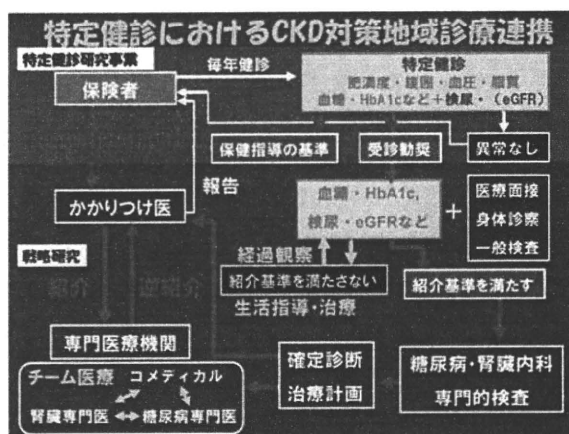 特定健診におけるCKD対策地域診療連携
特定健診研究事業
毎年健診
保険者
特定健診
肥満度・腹囲・血圧・脂質
血糖・HbA1cなど+検尿・(eGFR)
保健指導の基準
受診勧奨
異常なし
報告
かかりつけ医
血糖・HbA1c,
検尿・eGFRなど
+
医療面接
身体診察
一般検査
戦略研究
経過観察
紹介
逆紹介
紹介基準を満たさない
紹介基準を満たす
生活指導・治療
専門医療機関
チーム医療 コメディカル
腎臓専門医
糖尿病専門医
確定診断
治療計画
糖尿病・腎臓内科
専門的検査